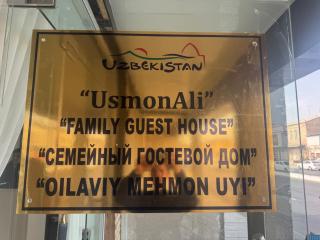 UZBEKISTAN
"UsmonAli"
"FAMILY GUEST HOUSE"
"СЕМЕЙНЫЙ ГОСТЕВОЙ ДОМ"
"OILAVIY MEHMON UYI"